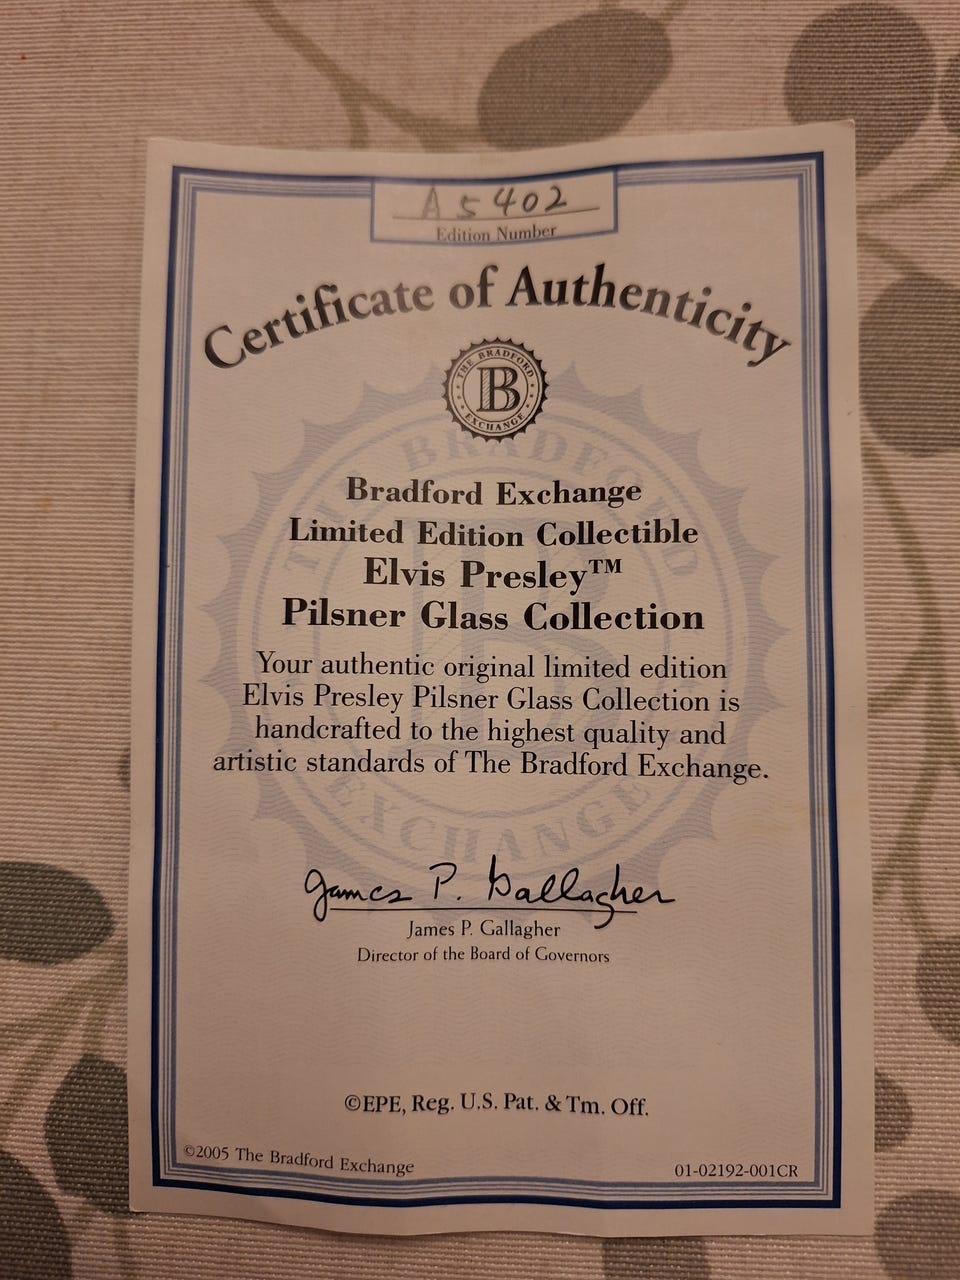 A5402
Edition Number
Certificate of Authenticity
THE BRADFORD
B
EXCHANGE
Bradford Exchange
Limited Edition Collectible
Elvis Presley™
Pilsner Glass Collection
Your authentic original limited edition
Elvis Presley Pilsner Glass Collection is
handcrafted to the highest quality and
artistic standards of The Bradford Exchange.
THE BRADFORD
B
EXCHANGE
James P. Gallagher
James P. Gallagher
Director of the Board of Governors
©EPE, Reg. U.S. Pat. & Tm. Off.
©2005 The Bradford Exchange
01-02192-001CR